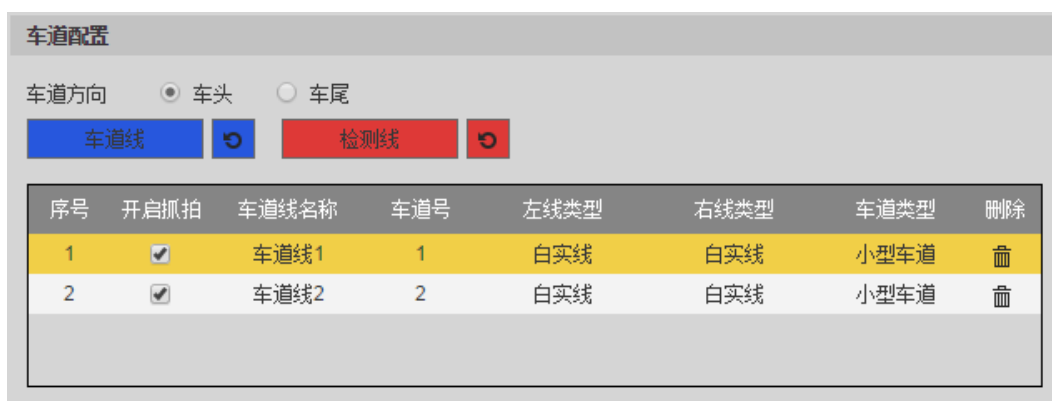 车道配置
车道方向 车头 车尾
车道线 检测线
序号 开启抓拍 车道线名称 车道号 左线类型 右线类型 车道类型 删除
1 车道线1 1 白实线 白实线 小型车道
2 车道线2 2 白实线 白实线 小型车道